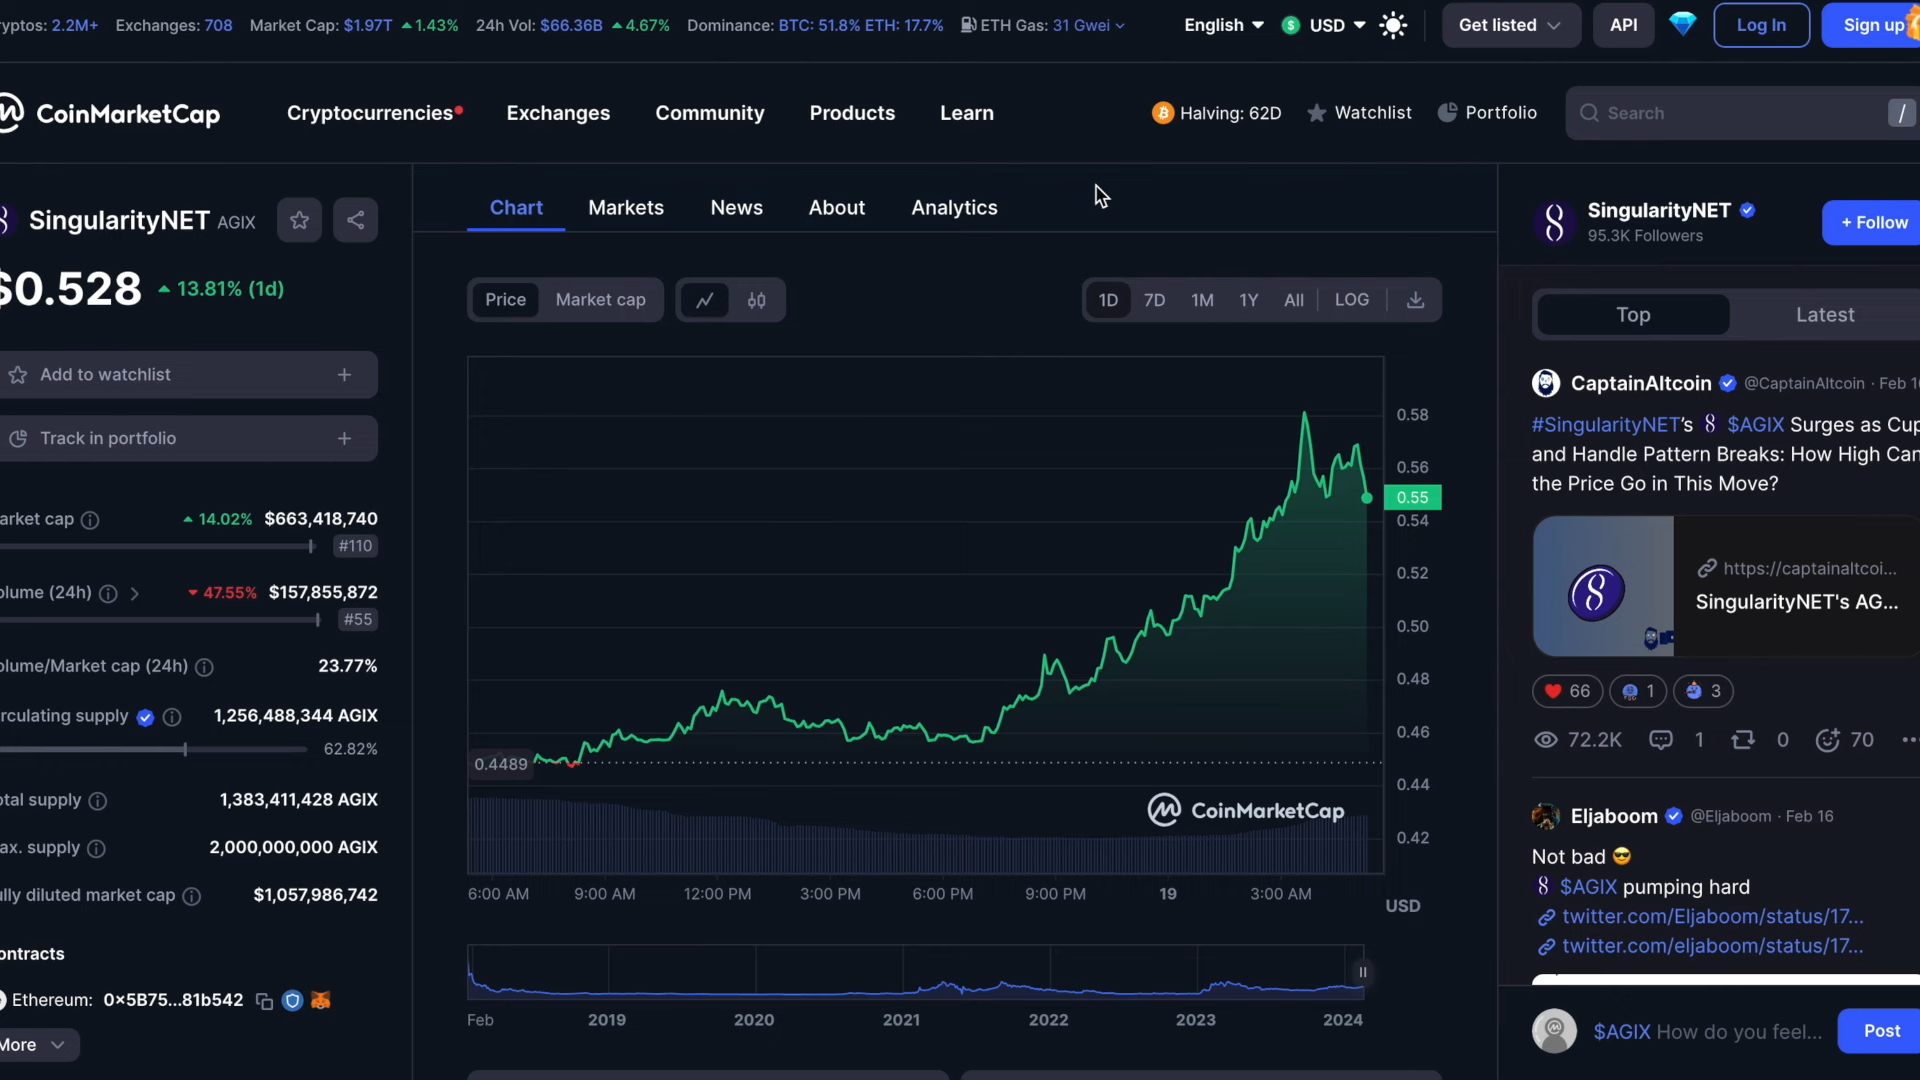 ryptos: 2.2M+ Exchanges: 708 Market Cap: $1.97T 1.43% 24h Vol: $66.36B 4.67% Dominance: BTC: 51.8% ETH: 17.7% ETH Gas: 31 Gwei English USD Get listed API Log In Sign up
CoinMarketCap Cryptocurrencies Exchanges Community Products Learn Halving: 62D Watchlist Portfolio Search /
SingularityNET AGIX
$0.528 13.81% (1d)
Add to watchlist +
Track in portfolio +
arket cap 14.02% $663,418,740
#110
olume (24h) 47.55% $157,855,872
#55
olume/Market cap (24h) 23.77%
rculating supply 1,256,488,344 AGIX
62.82%
otal supply 1,383,411,428 AGIX
ax. supply 2,000,000,000 AGIX
ully diluted market cap $1,057,986,742
ontracts
Ethereum: 0x5B75...81b542
More
Chart Markets News About Analytics
Price Market cap 1D 7D 1M 1Y All LOG
0.58
0.56
0.55
0.54
0.52
0.50
0.48
0.46
0.4489
0.44
CoinMarketCap
0.42
6:00 AM 9:00 AM 12:00 PM 3:00 PM 6:00 PM 9:00 PM 19 3:00 AM
USD
Feb 2019 2020 2021 2022 2023 2024
SingularityNET
95.3K Followers
+ Follow
Top Latest
CaptainAltcoin @CaptainAltcoin · Feb 16
#SingularityNET's $AGIX Surges as Cup
and Handle Pattern Breaks: How High Can
the Price Go in This Move?
https://captainaltcoi...
SingularityNET's AG...
66 1 3
72.2K 1 0 70 ...
Eljaboom @Eljaboom · Feb 16
Not bad 😎
$AGIX pumping hard
twitter.com/Eljaboom/status/17...
twitter.com/eljaboom/status/17...
$AGIX How do you feel... Post